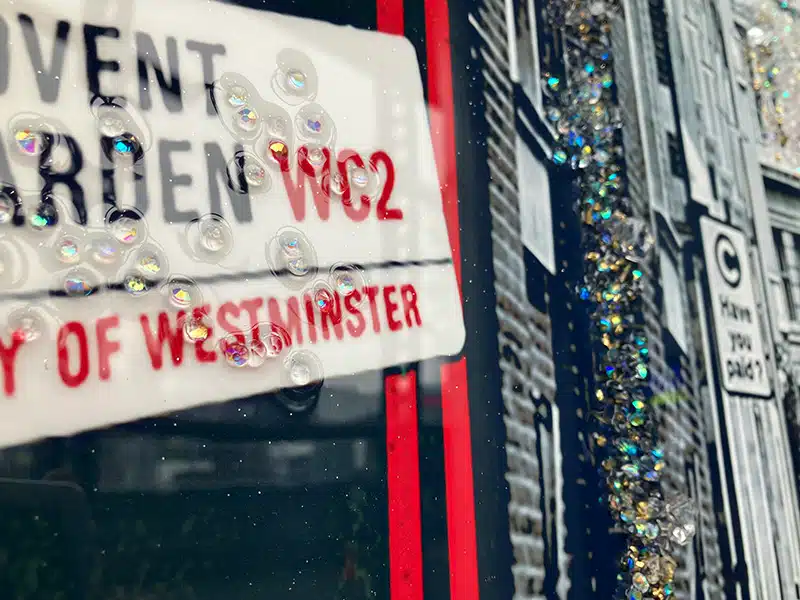 OVENT
ARDEN WC2
Y OF WESTMINSTER
C
Have
you
paid?